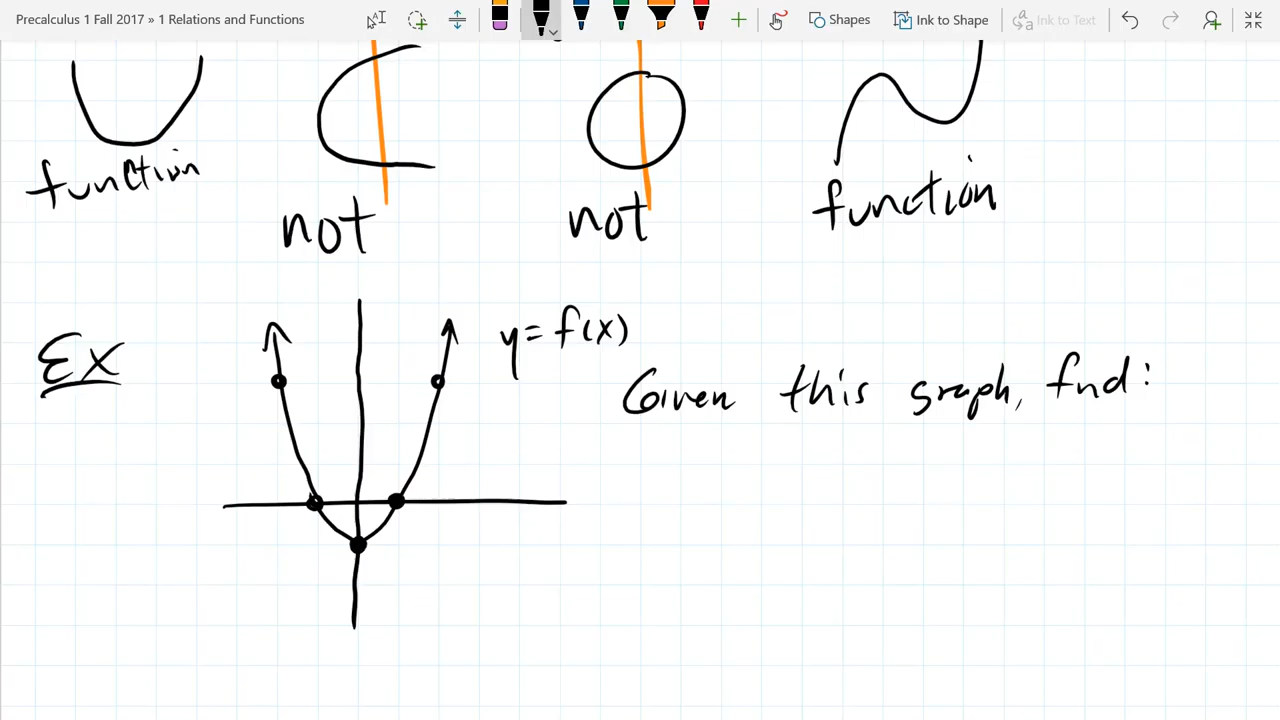 Precalculus 1 Fall 2017 » 1 Relations and Functions
Shapes
Ink to Shape
Ink to Text
function
not
not
function
Ex
y = f(x)
Given this graph, find: